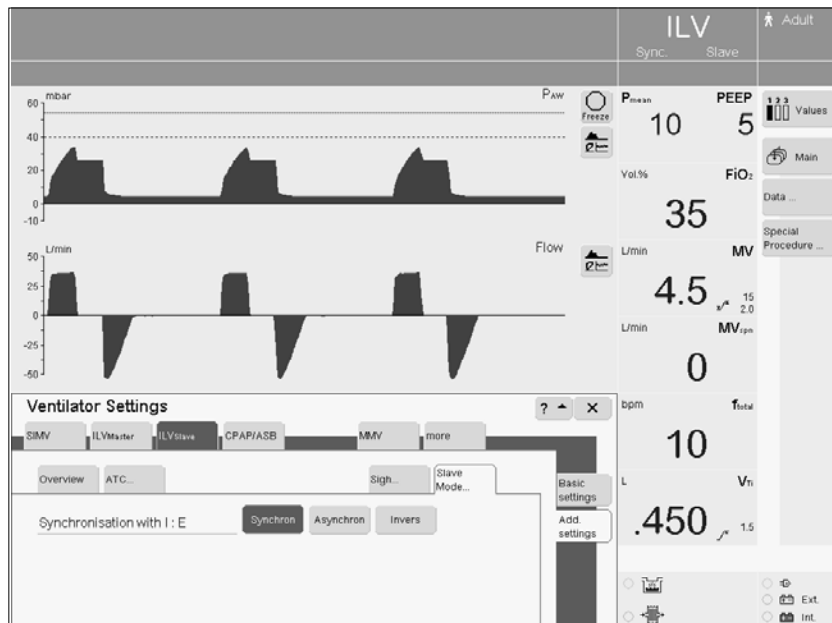 ILV
Sync. Slave
Adult
mbar
PAW
60
40
20
0
-10
Freeze
L/min
Flow
50
25
0
-25
-50
Pmean PEEP
10 5
Vol.% FiO2
35
L/min MV
4.5
15
2.0
L/min MVspn
0
bpm ftotal
10
L VTi
.450
1.5
1 2 3
Values
Main
Data ...
Special
Procedure ...
Ventilator Settings
? ×
SIMV ILVMaster ILVSlave CPAP/ASB MMV more
Overview ATC... Sigh... Slave
Mode...
Basic
settings
Add.
settings
Synchronisation with I : E Synchron Asynchron Invers
Ext.
Int.